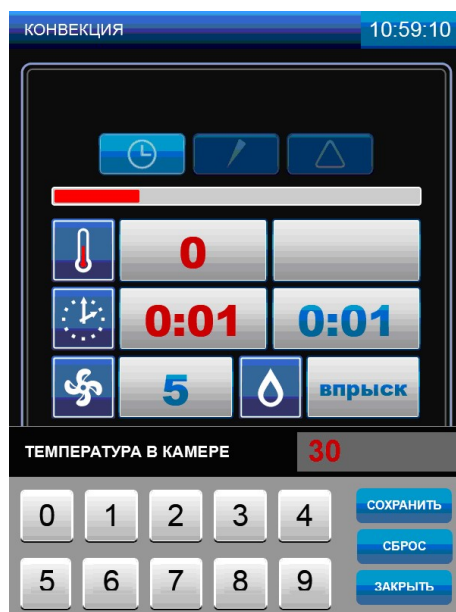 КОНВЕКЦИЯ 10:59:10
0
0:01 0:01
5 впрыск
ТЕМПЕРАТУРА В КАМЕРЕ 30
0 1 2 3 4 СОХРАНИТЬ
СБРОС
5 6 7 8 9 ЗАКРЫТЬ